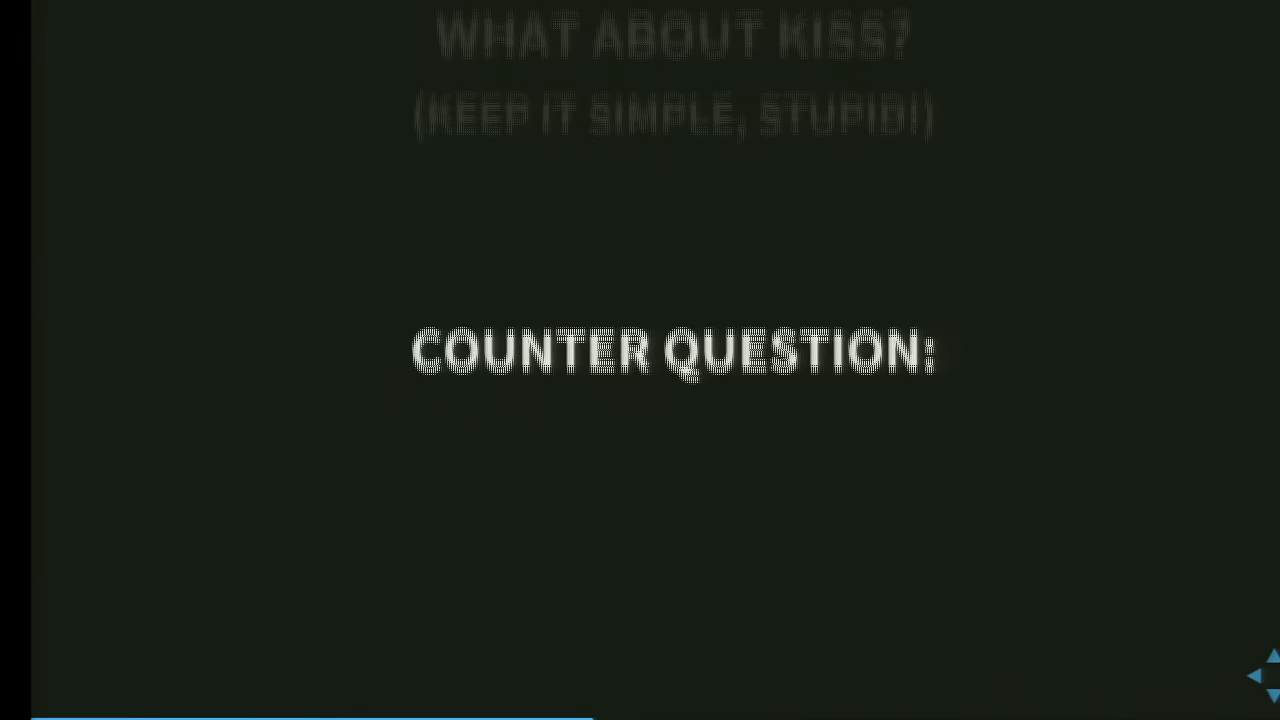 WHAT ABOUT KISS?
(KEEP IT SIMPLE, STUPID!)
COUNTER QUESTION: